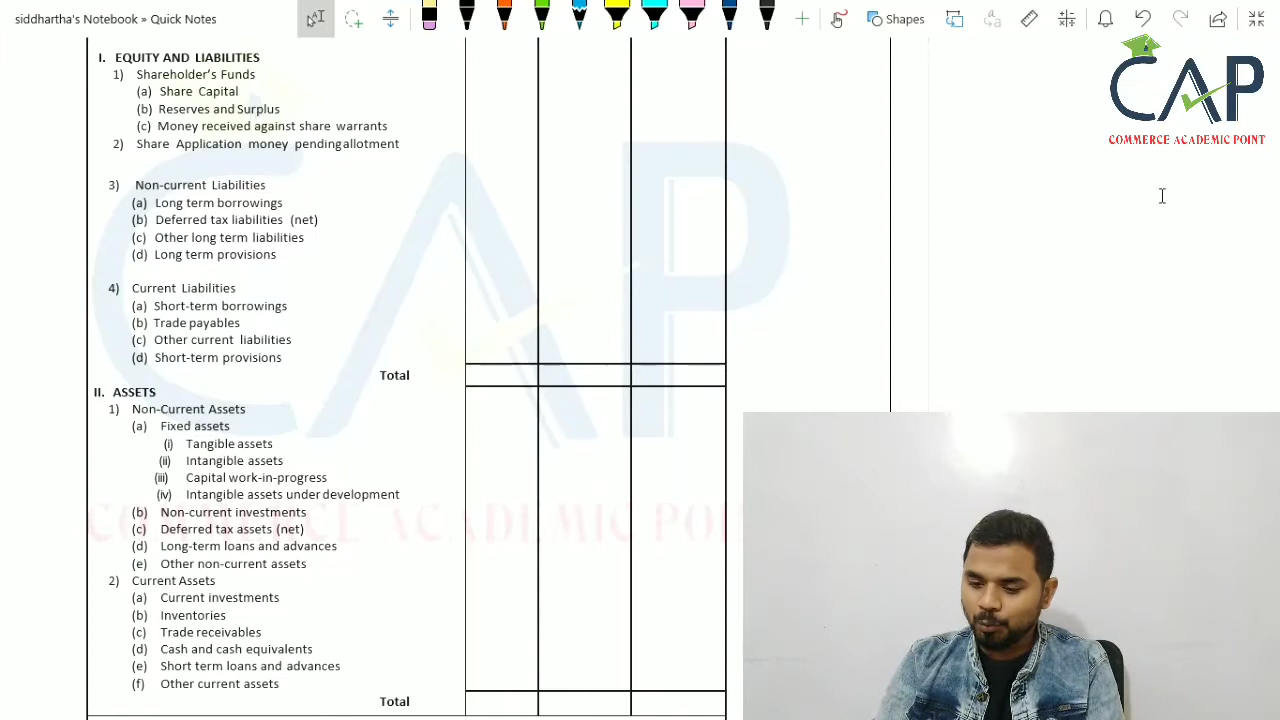 siddhartha's Notebook » Quick Notes
Shapes
CAP
COMMERCE ACADEMIC POINT
I. EQUITY AND LIABILITIES
1) Shareholder's Funds
(a) Share Capital
(b) Reserves and Surplus
(c) Money received against share warrants
2) Share Application money pending allotment
3) Non-current Liabilities
(a) Long term borrowings
(b) Deferred tax liabilities (net)
(c) Other long term liabilities
(d) Long term provisions
4) Current Liabilities
(a) Short-term borrowings
(b) Trade payables
(c) Other current liabilities
(d) Short-term provisions
Total
II. ASSETS
1) Non-Current Assets
(a) Fixed assets
(i) Tangible assets
(ii) Intangible assets
(iii) Capital work-in-progress
(iv) Intangible assets under development
(b) Non-current investments
(c) Deferred tax assets (net)
(d) Long-term loans and advances
(e) Other non-current assets
2) Current Assets
(a) Current investments
(b) Inventories
(c) Trade receivables
(d) Cash and cash equivalents
(e) Short term loans and advances
(f) Other current assets
Total
CAP
COMMERCE ACADEMIC POI